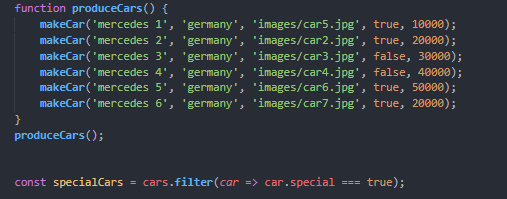 function produceCars() {
    makeCar('mercedes 1', 'germany', 'images/car5.jpg', true, 10000);
    makeCar('mercedes 2', 'germany', 'images/car2.jpg', true, 20000);
    makeCar('mercedes 3', 'germany', 'images/car3.jpg', false, 30000);
    makeCar('mercedes 4', 'germany', 'images/car4.jpg', false, 40000);
    makeCar('mercedes 5', 'germany', 'images/car6.jpg', true, 50000);
    makeCar('mercedes 6', 'germany', 'images/car7.jpg', true, 20000);
}
produceCars();
const specialCars = cars.filter(car => car.special === true);